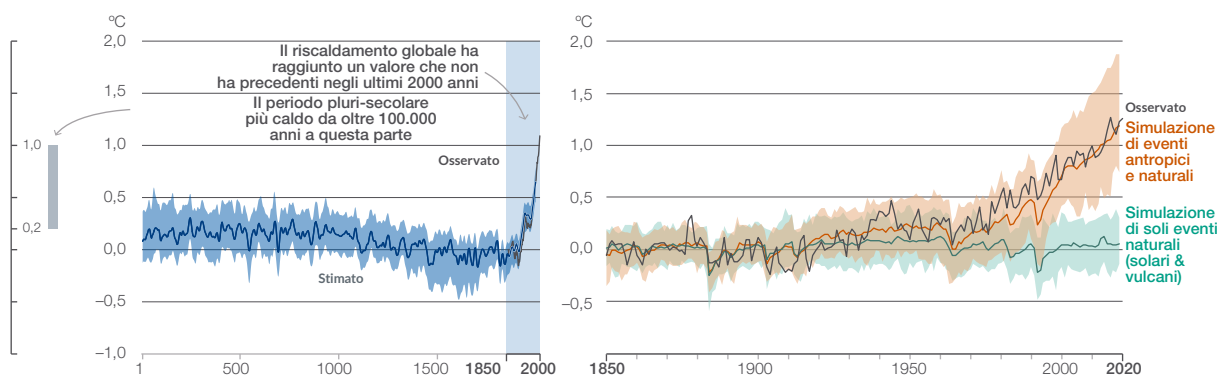 1,0
0,2
ºC
2,0
1,5
1,0
0,5
0,0
−0,5
−1,0
Il riscaldamento globale ha
raggiunto un valore che non
ha precedenti negli ultimi 2000 anni
Il periodo pluri-secolare
più caldo da oltre 100.000
anni a questa parte
Osservato
Stimato
1
500
1000
1500
1850
2000
ºC
2,0
1,5
1,0
0,5
0,0
−0,5
Osservato
Simulazione
di eventi
antropici
e naturali
Simulazione
di soli eventi
naturali
(solari &
vulcani)
1850
1900
1950
2000
2020